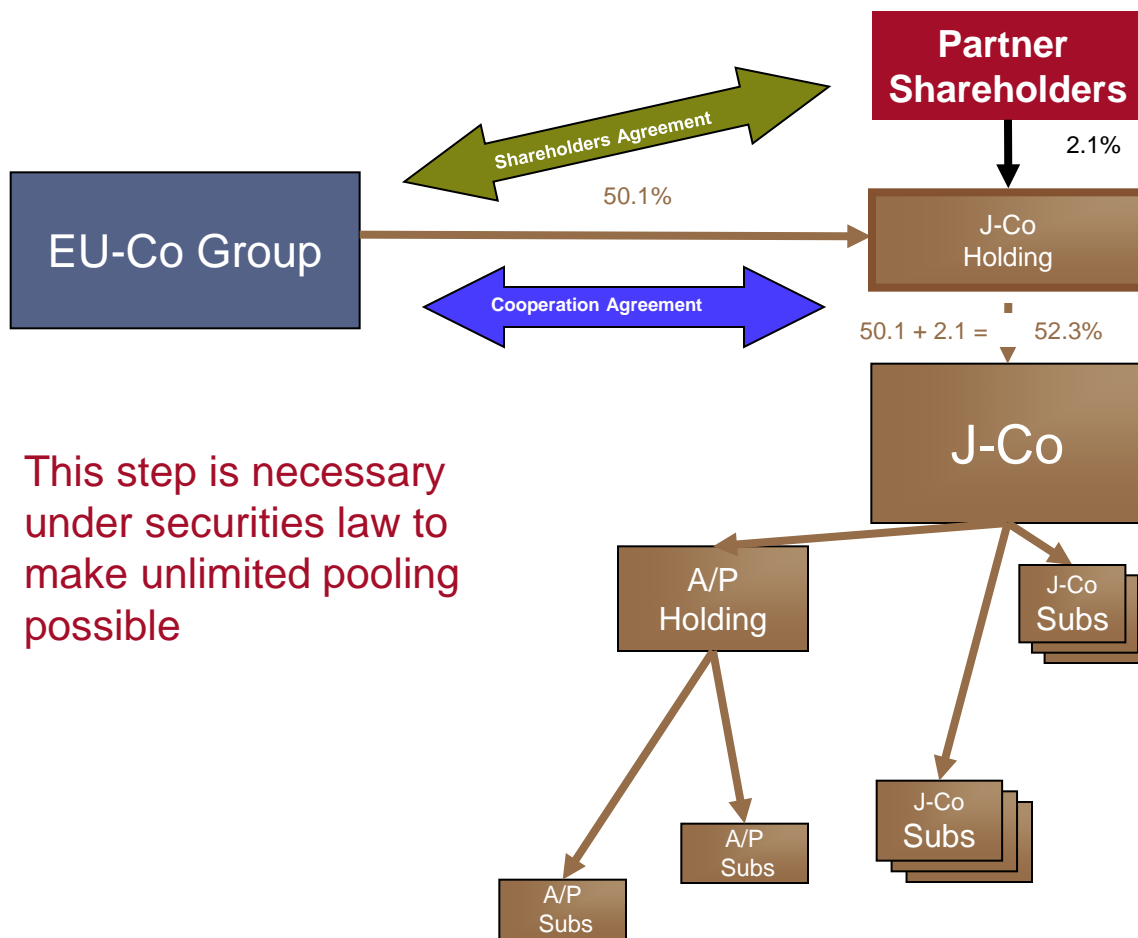 Partner
Shareholders
Shareholders Agreement
2.1%
50.1%
EU-Co Group
J-Co
Holding
Cooperation Agreement
50.1 + 2.1 = 52.3%
J-Co
This step is necessary
under securities law to
make unlimited pooling
possible
A/P
Holding
J-Co
Subs
J-Co
Subs
A/P
Subs
A/P
Subs